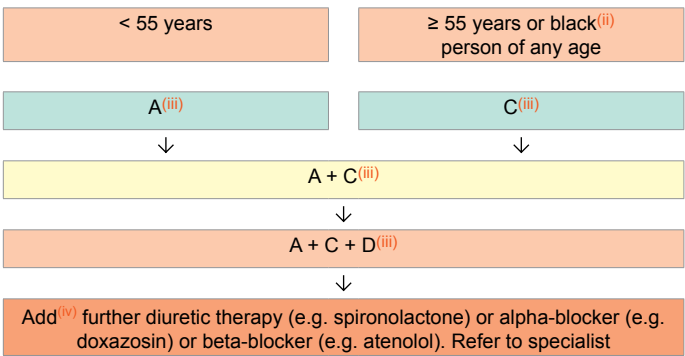 < 55 years
≥ 55 years or black(ii)
person of any age
A(iii)
C(iii)
A + C(iii)
A + C + D(iii)
Add(iv) further diuretic therapy (e.g. spironolactone) or alpha-blocker (e.g.
doxazosin) or beta-blocker (e.g. atenolol). Refer to specialist